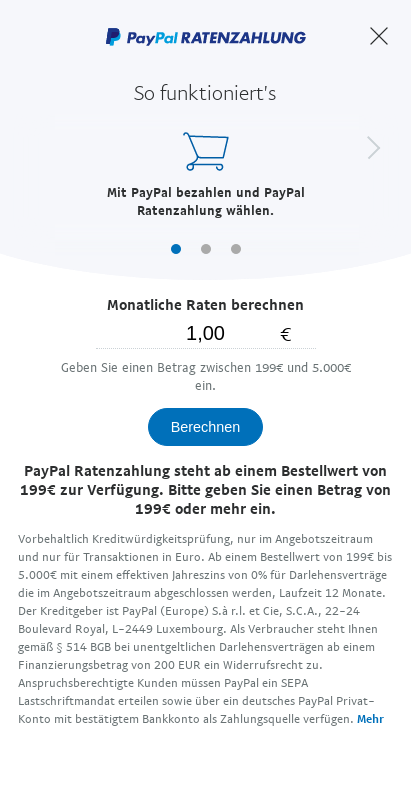 PayPal RATENZAHLUNG
So funktioniert's
Mit PayPal bezahlen und PayPal
Ratenzahlung wählen.
Monatliche Raten berechnen
1,00 €
Geben Sie einen Betrag zwischen 199€ und 5.000€
ein.
Berechnen
PayPal Ratenzahlung steht ab einem Bestellwert von
199€ zur Verfügung. Bitte geben Sie einen Betrag von
199€ oder mehr ein.
Vorbehaltlich Kreditwürdigkeitsprüfung, nur im Angebotszeitraum
und nur für Transaktionen in Euro. Ab einem Bestellwert von 199€ bis
5.000€ mit einem effektiven Jahreszins von 0% für Darlehensverträge
die im Angebotszeitraum abgeschlossen werden, Laufzeit 12 Monate.
Der Kreditgeber ist PayPal (Europe) S.à r.l. et Cie, S.C.A., 22-24
Boulevard Royal, L-2449 Luxembourg. Als Verbraucher steht Ihnen
gemäß § 514 BGB bei unentgeltlichen Darlehensverträgen ab einem
Finanzierungsbetrag von 200 EUR ein Widerrufsrecht zu.
Anspruchsberechtigte Kunden müssen PayPal ein SEPA
Lastschriftmandat erteilen sowie über ein deutsches PayPal Privat-
Konto mit bestätigtem Bankkonto als Zahlungsquelle verfügen. Mehr